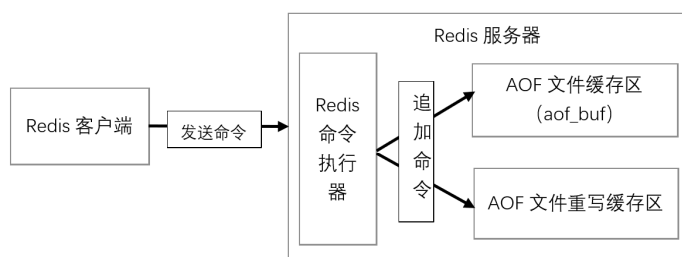 Redis 服务器
Redis 客户端
发送命令
Redis
命令
执行
器
追
加
命
令
AOF 文件缓存区
（aof_buf）
AOF 文件重写缓存区